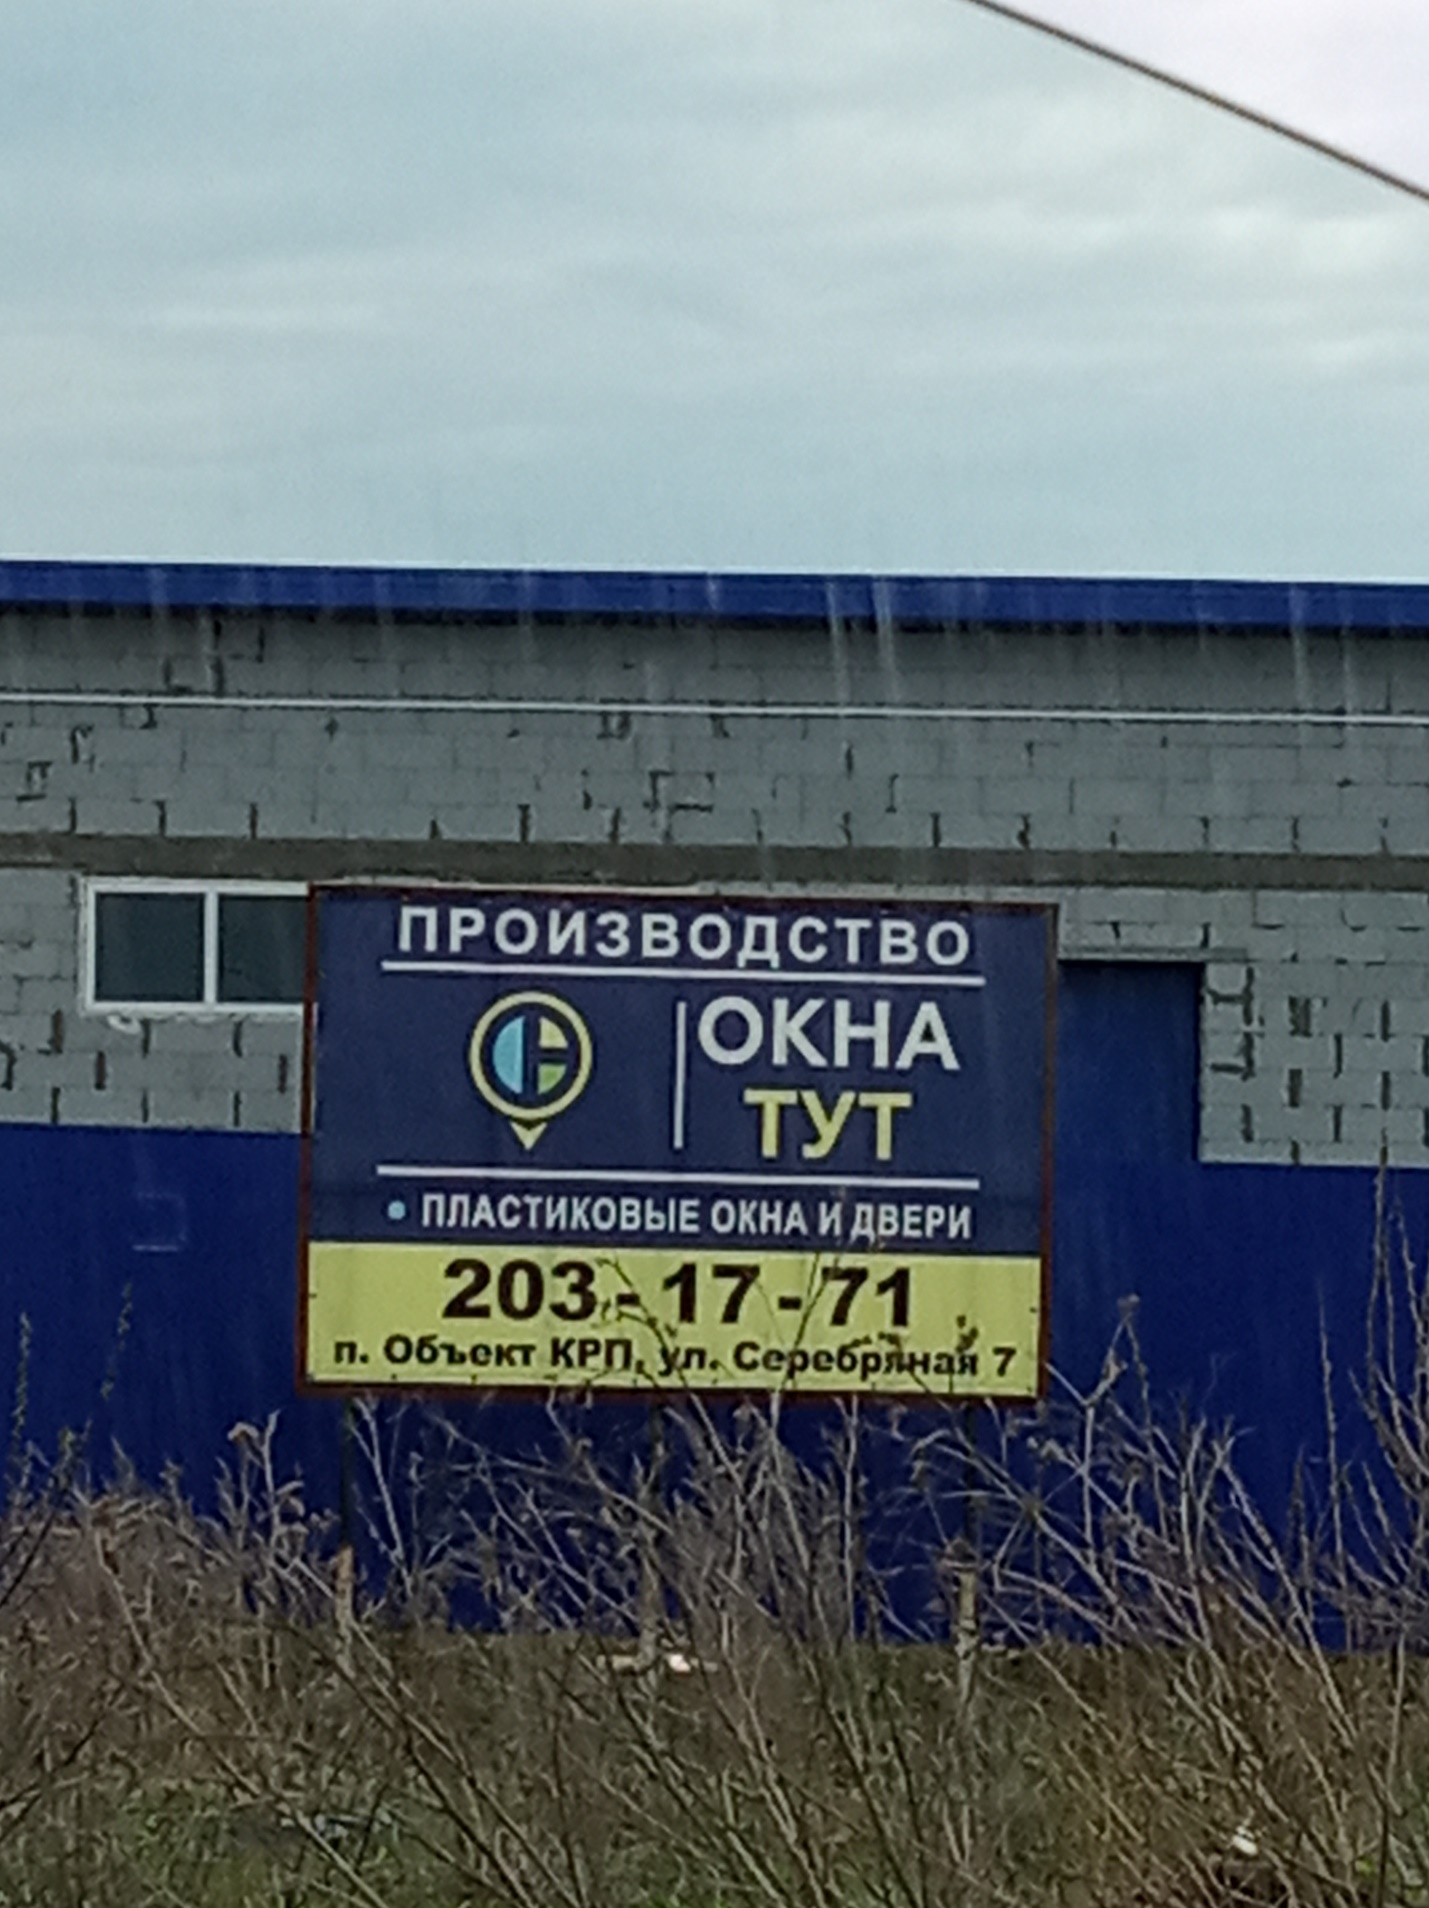 ПРОИЗВОДСТВО
ОКНА
ТУТ
• ПЛАСТИКОВЫЕ ОКНА И ДВЕРИ
203-17-71
п. Объект КРП, ул. Серебряная 7